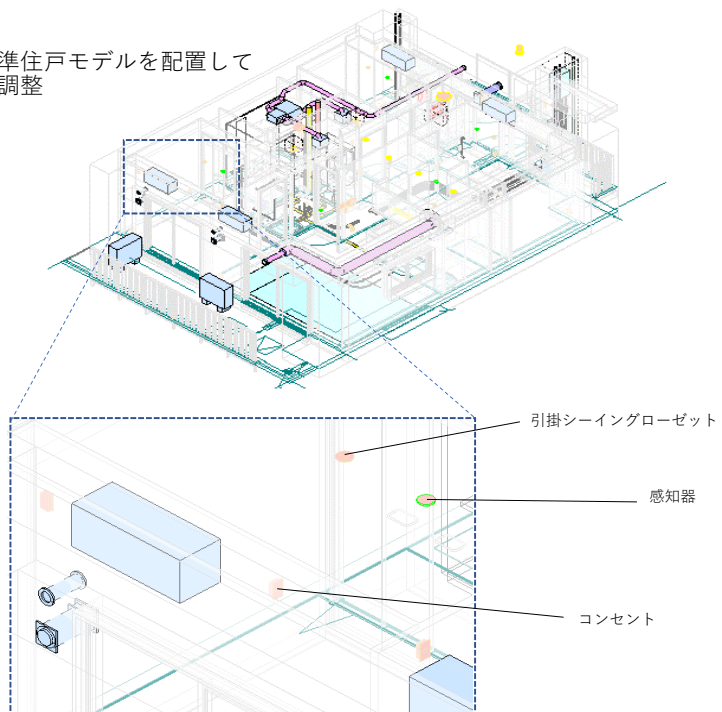 準住戸モデルを配置して
調整
引掛シーイングローゼット
感知器
コンセント